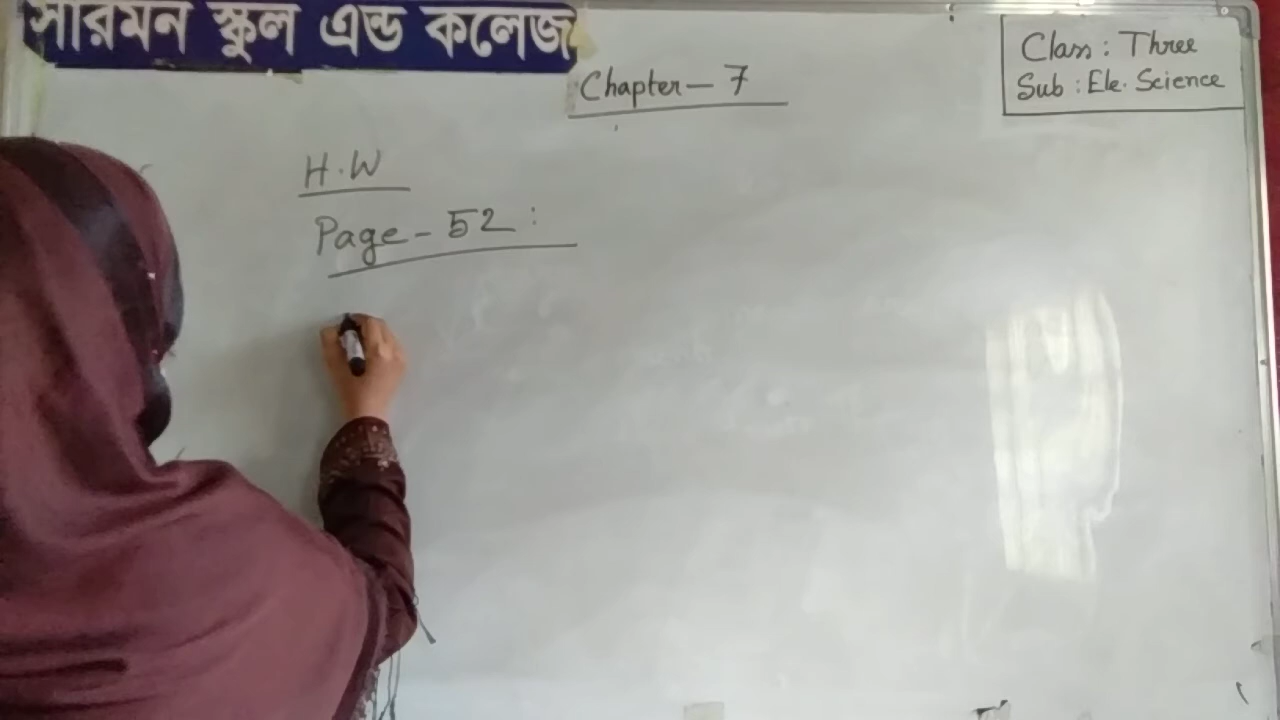 সারমন স্কুল এন্ড কলেজ
Chapter - 7
Class : Three
Sub : Ele. Science
H.W
Page - 52 :